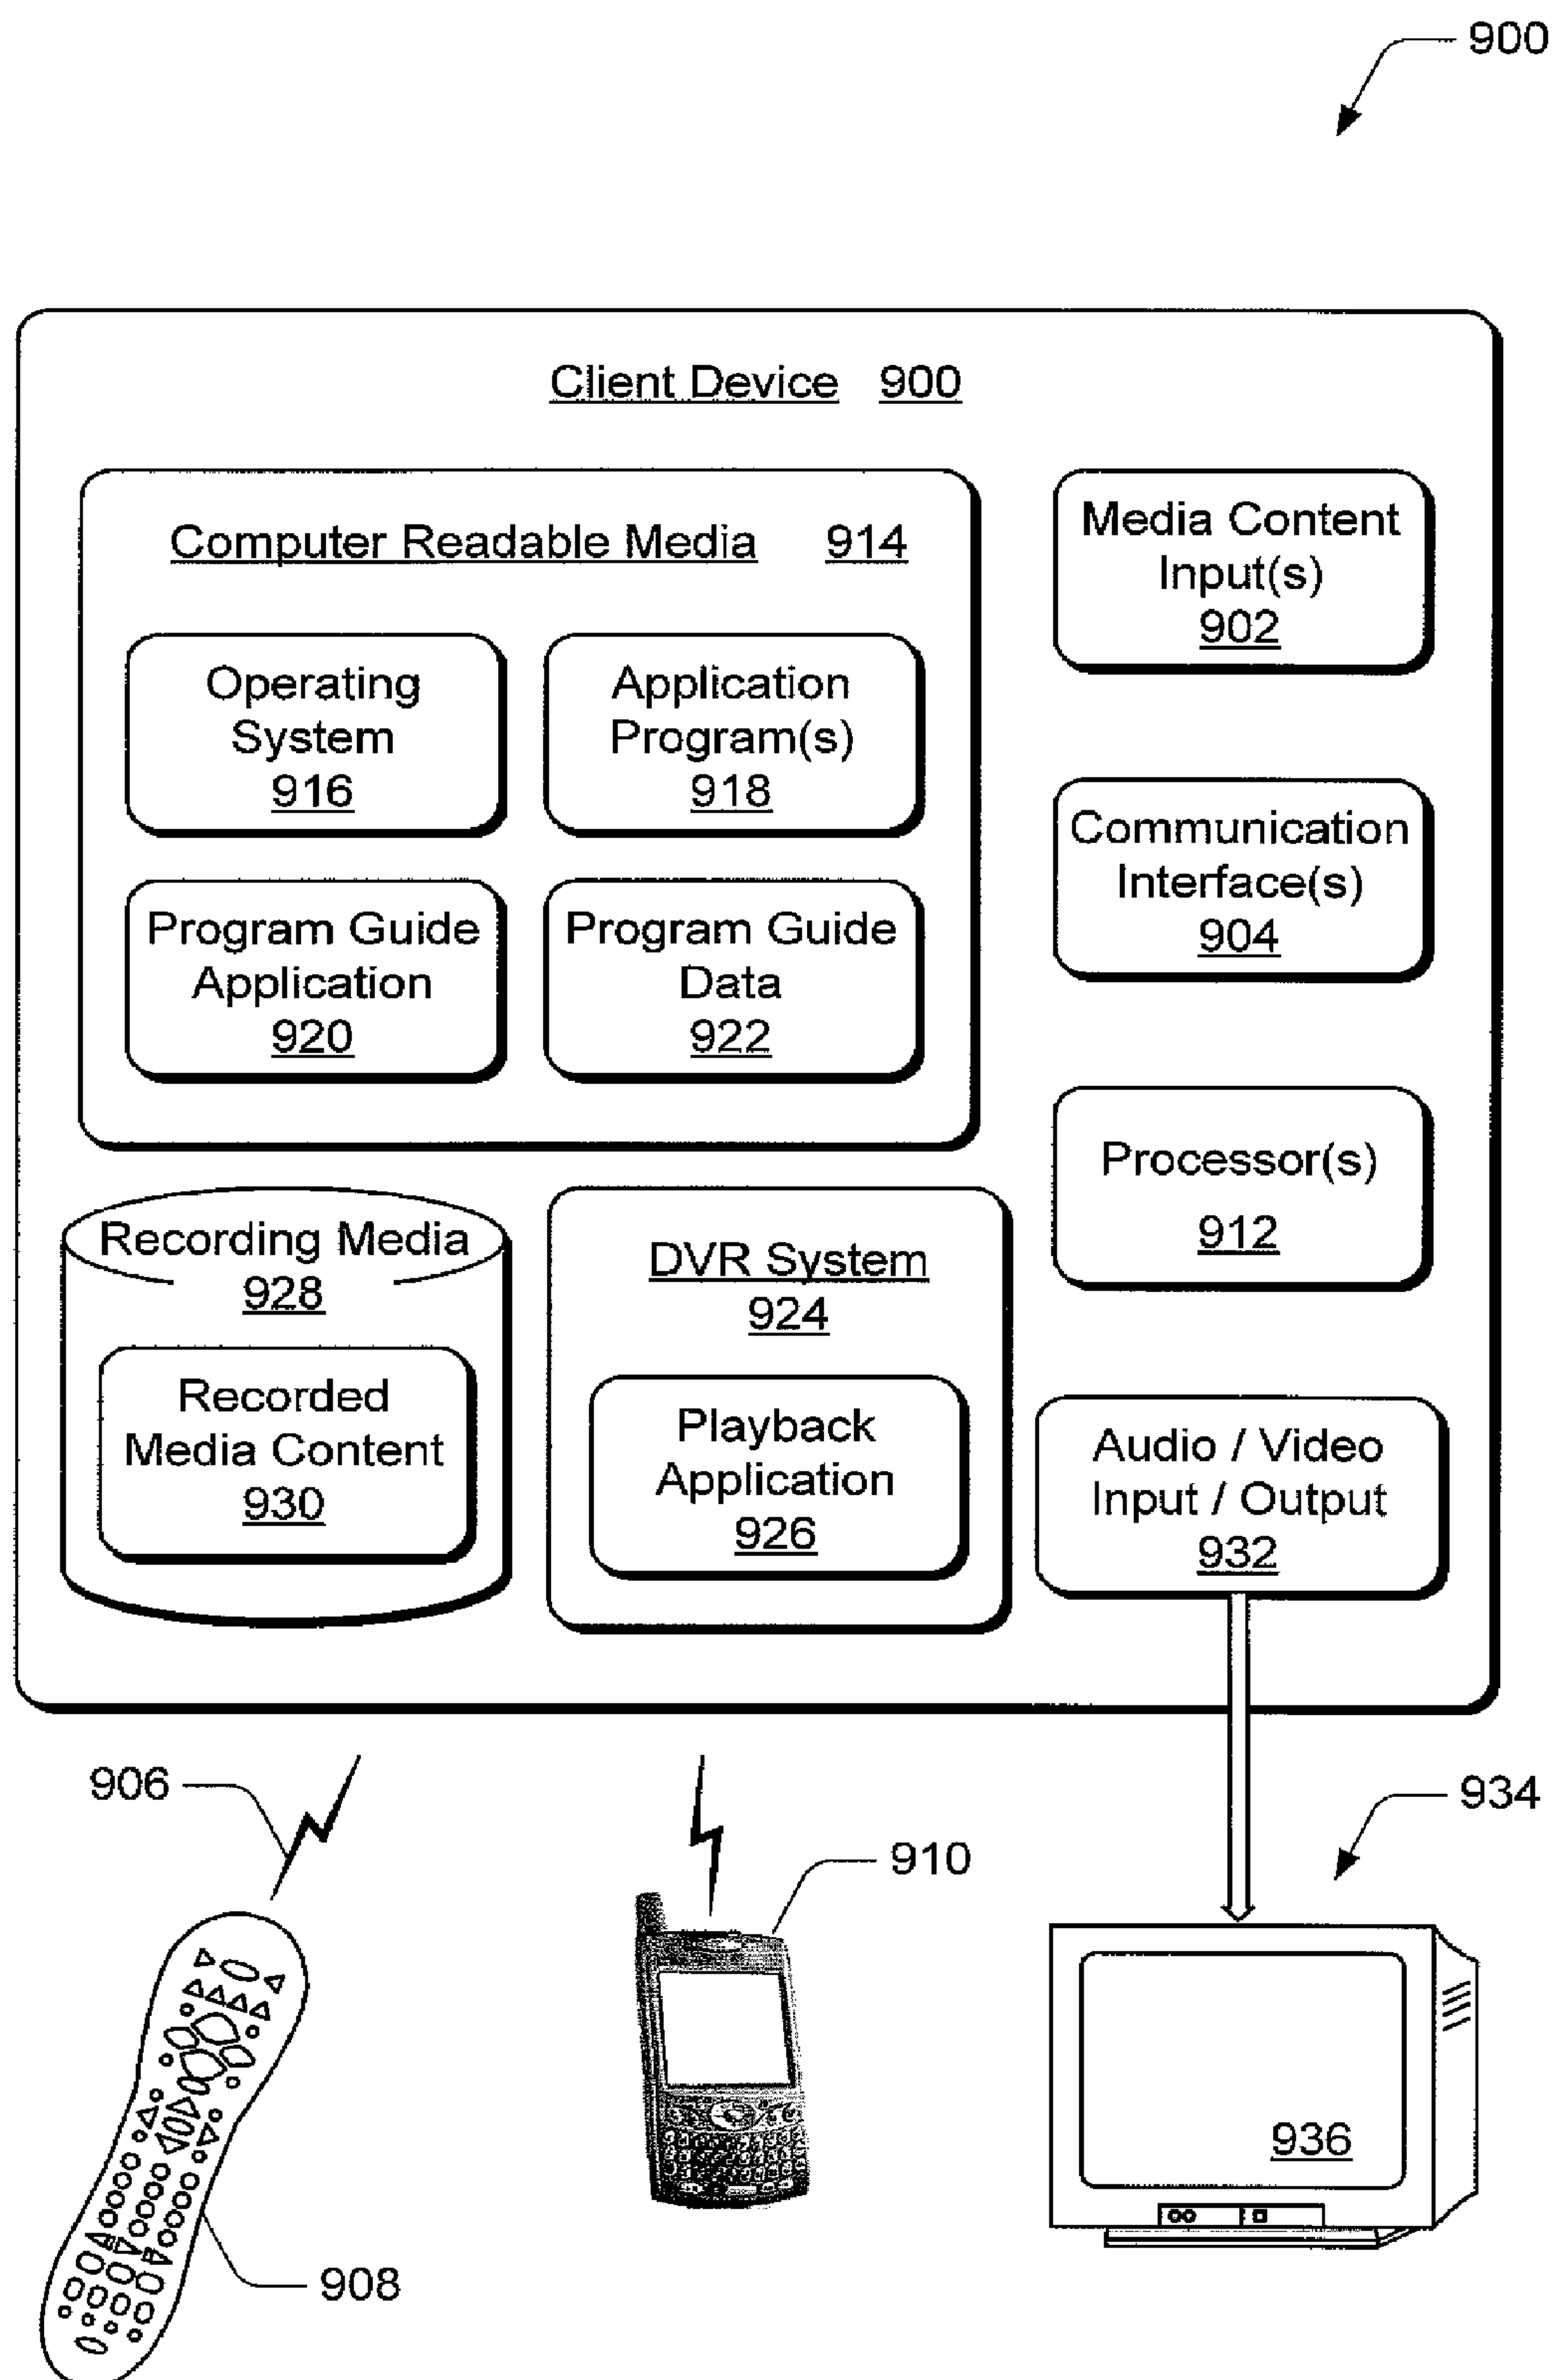 900
Client Device 900
Computer Readable Media 914
Operating
System
916
Application
Program(s)
918
Program Guide
Application
920
Program Guide
Data
922
Media Content
Input(s)
902
Communication
Interface(s)
904
Processor(s)
912
Recording Media
928
Recorded
Media Content
930
DVR System
924
Playback
Application
926
Audio / Video
Input / Output
932
906
910
934
936
908